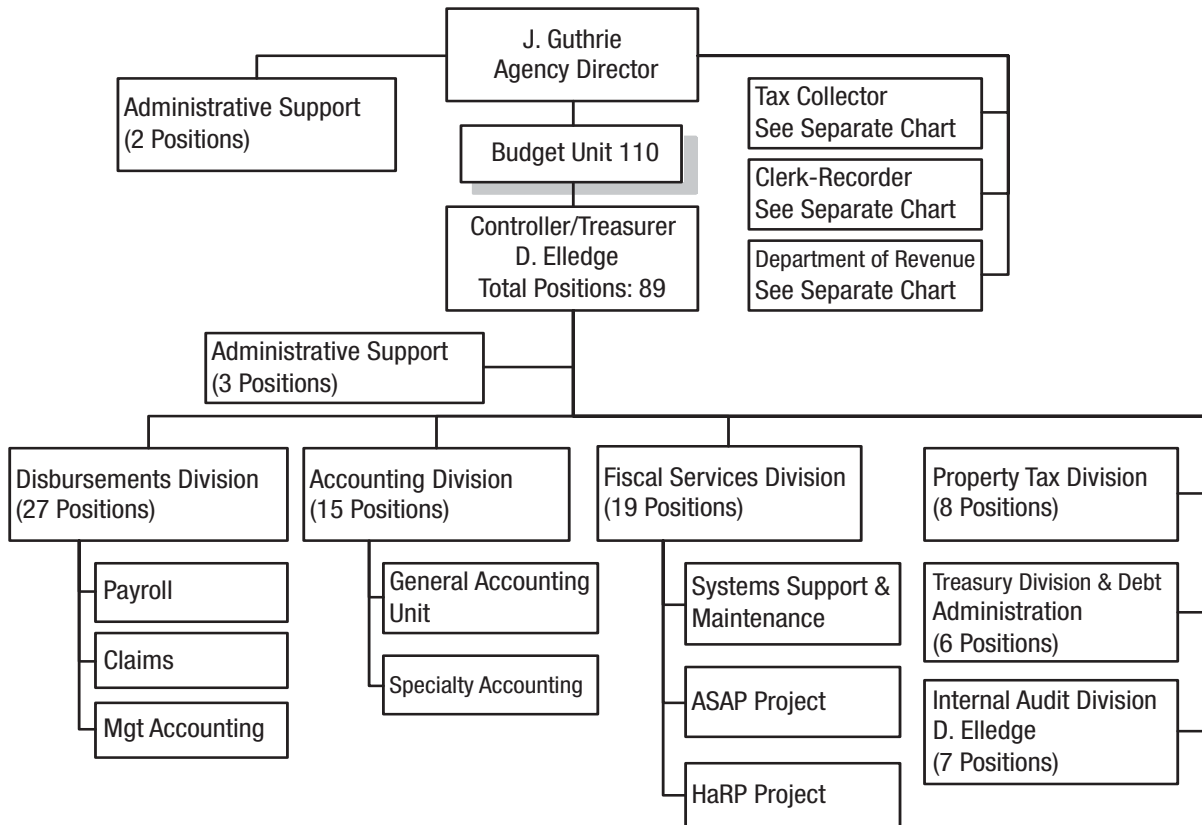 J. Guthrie
Agency Director
Administrative Support
(2 Positions)
Tax Collector
See Separate Chart
Budget Unit 110
Clerk-Recorder
See Separate Chart
Controller/Treasurer
D. Elledge
Total Positions: 89
Department of Revenue
See Separate Chart
Administrative Support
(3 Positions)
Disbursements Division
(27 Positions)
Accounting Division
(15 Positions)
Fiscal Services Division
(19 Positions)
Property Tax Division
(8 Positions)
Payroll
Claims
Mgt Accounting
General Accounting
Unit
Specialty Accounting
Systems Support &
Maintenance
ASAP Project
HaRP Project
Treasury Division & Debt
Administration
(6 Positions)
Internal Audit Division
D. Elledge
(7 Positions)